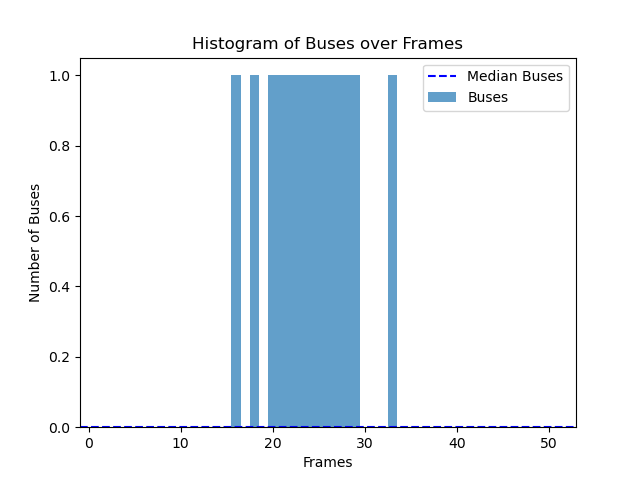 Histogram of Buses over Frames
Median Buses
Buses
1.0
0.8
0.6
0.4
0.2
0.0
Number of Buses
0 10 20 30 40 50
Frames